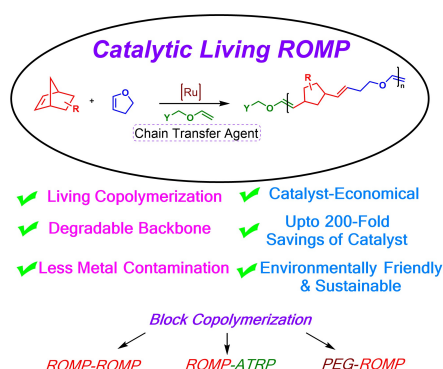 Catalytic Living ROMP
R
+
O
[Ru]
Y O
Chain Transfer Agent
Y O
R
O
n
Living Copolymerization
Catalyst-Economical
Degradable Backbone
Upto 200-Fold
Savings of Catalyst
Less Metal Contamination
Environmentally Friendly
& Sustainable
Block Copolymerization
ROMP-ROMP ROMP-ATRP PEG-ROMP